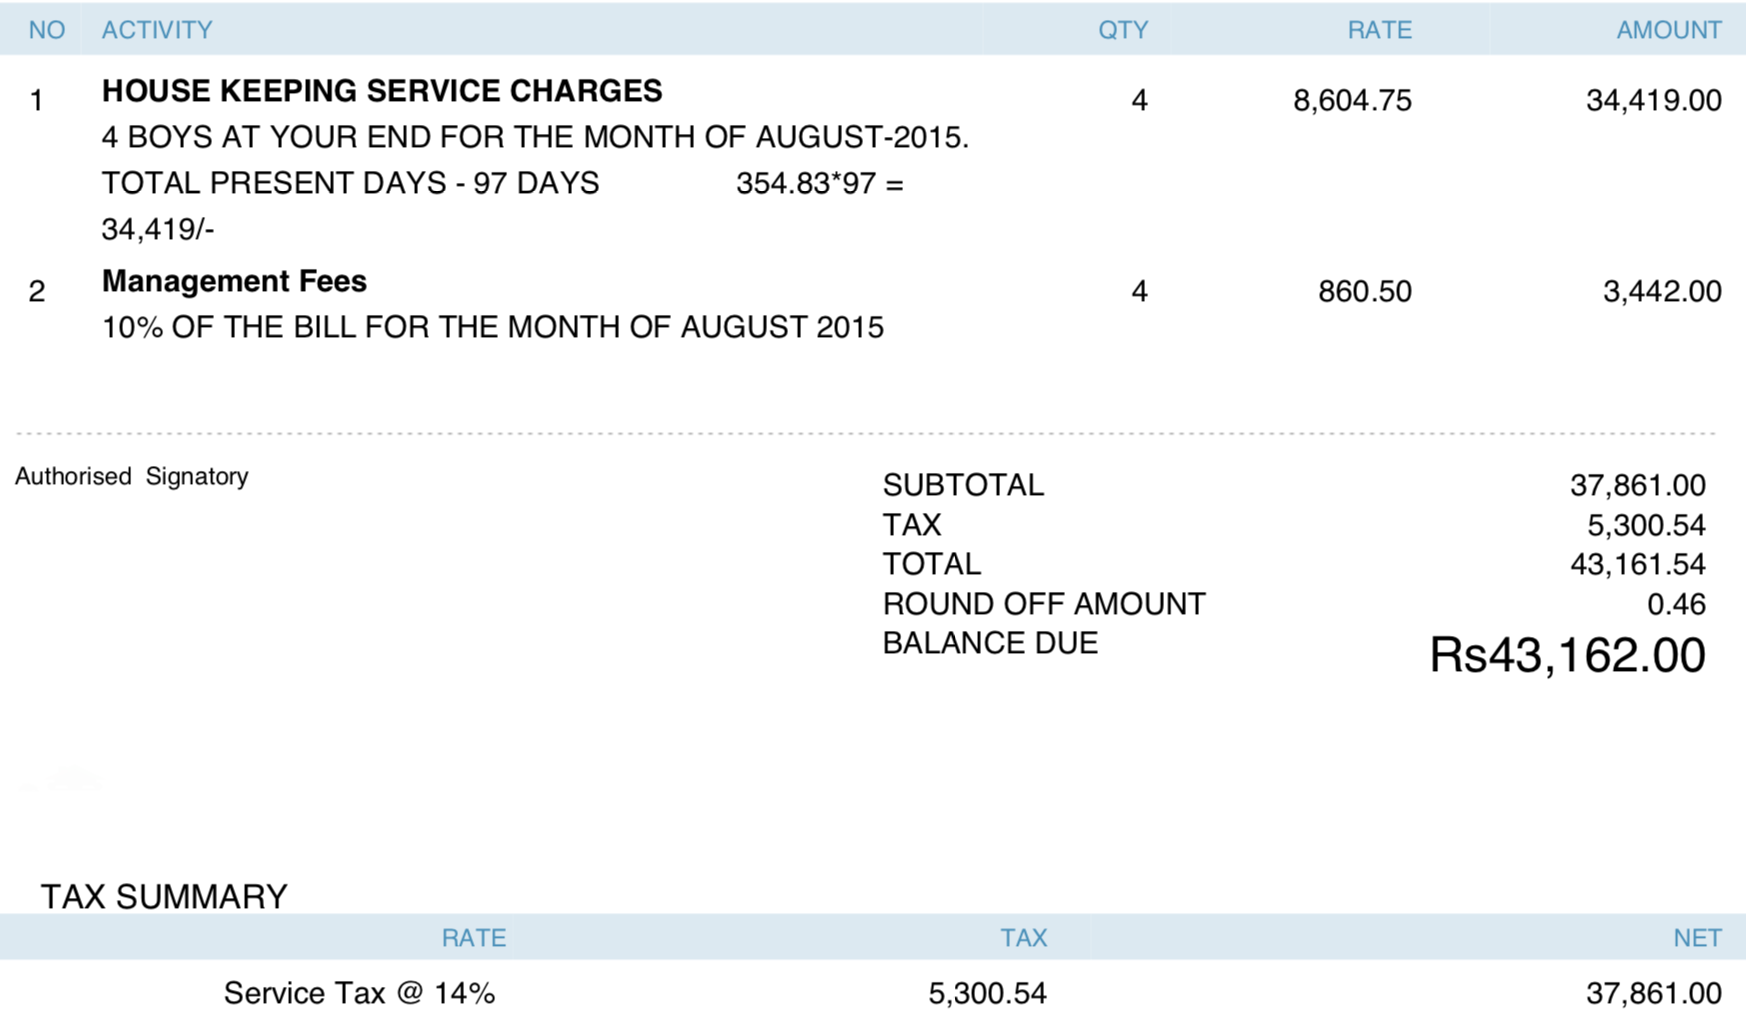 NO ACTIVITY QTY RATE AMOUNT
1 HOUSE KEEPING SERVICE CHARGES 4 8,604.75 34,419.00
4 BOYS AT YOUR END FOR THE MONTH OF AUGUST-2015.
TOTAL PRESENT DAYS - 97 DAYS 354.83*97 =
34,419/-
2 Management Fees 4 860.50 3,442.00
10% OF THE BILL FOR THE MONTH OF AUGUST 2015
Authorised Signatory
SUBTOTAL 37,861.00
TAX 5,300.54
TOTAL 43,161.54
ROUND OFF AMOUNT 0.46
BALANCE DUE Rs43,162.00
TAX SUMMARY
RATE TAX NET
Service Tax @ 14% 5,300.54 37,861.00